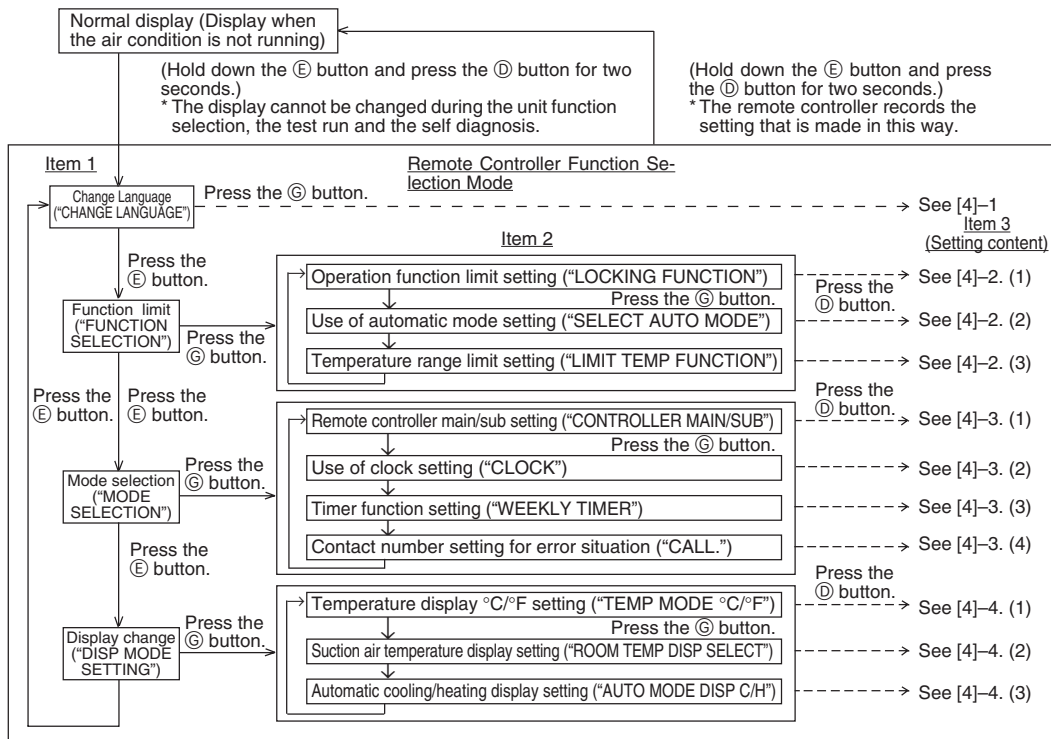 Normal display (Display when
the air condition is not running)
(Hold down the Ⓔ button and press the Ⓓ button for two
seconds.)
* The display cannot be changed during the unit function
selection, the test run and the self diagnosis.
(Hold down the Ⓔ button and press
the Ⓓ button for two seconds.)
* The remote controller records the
setting that is made in this way.
Item 1
Remote Controller Function Se-
lection Mode
Change Language
(“CHANGE LANGUAGE”)
Press the Ⓖ button.
See [4]–1
Item 3
(Setting content)
Item 2
Press the
Ⓔ button.
Function limit
(“FUNCTION
SELECTION”)
Press the
Ⓖ button.
Operation function limit setting (“LOCKING FUNCTION”)
Press the Ⓖ button.
Use of automatic mode setting (“SELECT AUTO MODE”)
Temperature range limit setting (“LIMIT TEMP FUNCTION”)
Press the
Ⓓ button.
See [4]–2. (1)
See [4]–2. (2)
See [4]–2. (3)
Press the
Ⓔ button.
Press the
Ⓔ button.
Mode selection
(“MODE
SELECTION”)
Press the
Ⓖ button.
Remote controller main/sub setting (“CONTROLLER MAIN/SUB”)
Press the Ⓖ button.
Use of clock setting (“CLOCK”)
Timer function setting (“WEEKLY TIMER”)
Contact number setting for error situation (“CALL.”)
Press the
Ⓓ button.
See [4]–3. (1)
See [4]–3. (2)
See [4]–3. (3)
See [4]–3. (4)
Press the
Ⓔ button.
Display change
(“DISP MODE
SETTING”)
Press the
Ⓖ button.
Temperature display °C/°F setting (“TEMP MODE °C/°F”)
Press the Ⓖ button.
Suction air temperature display setting (“ROOM TEMP DISP SELECT”)
Automatic cooling/heating display setting (“AUTO MODE DISP C/H”)
Press the
Ⓓ button.
See [4]–4. (1)
See [4]–4. (2)
See [4]–4. (3)